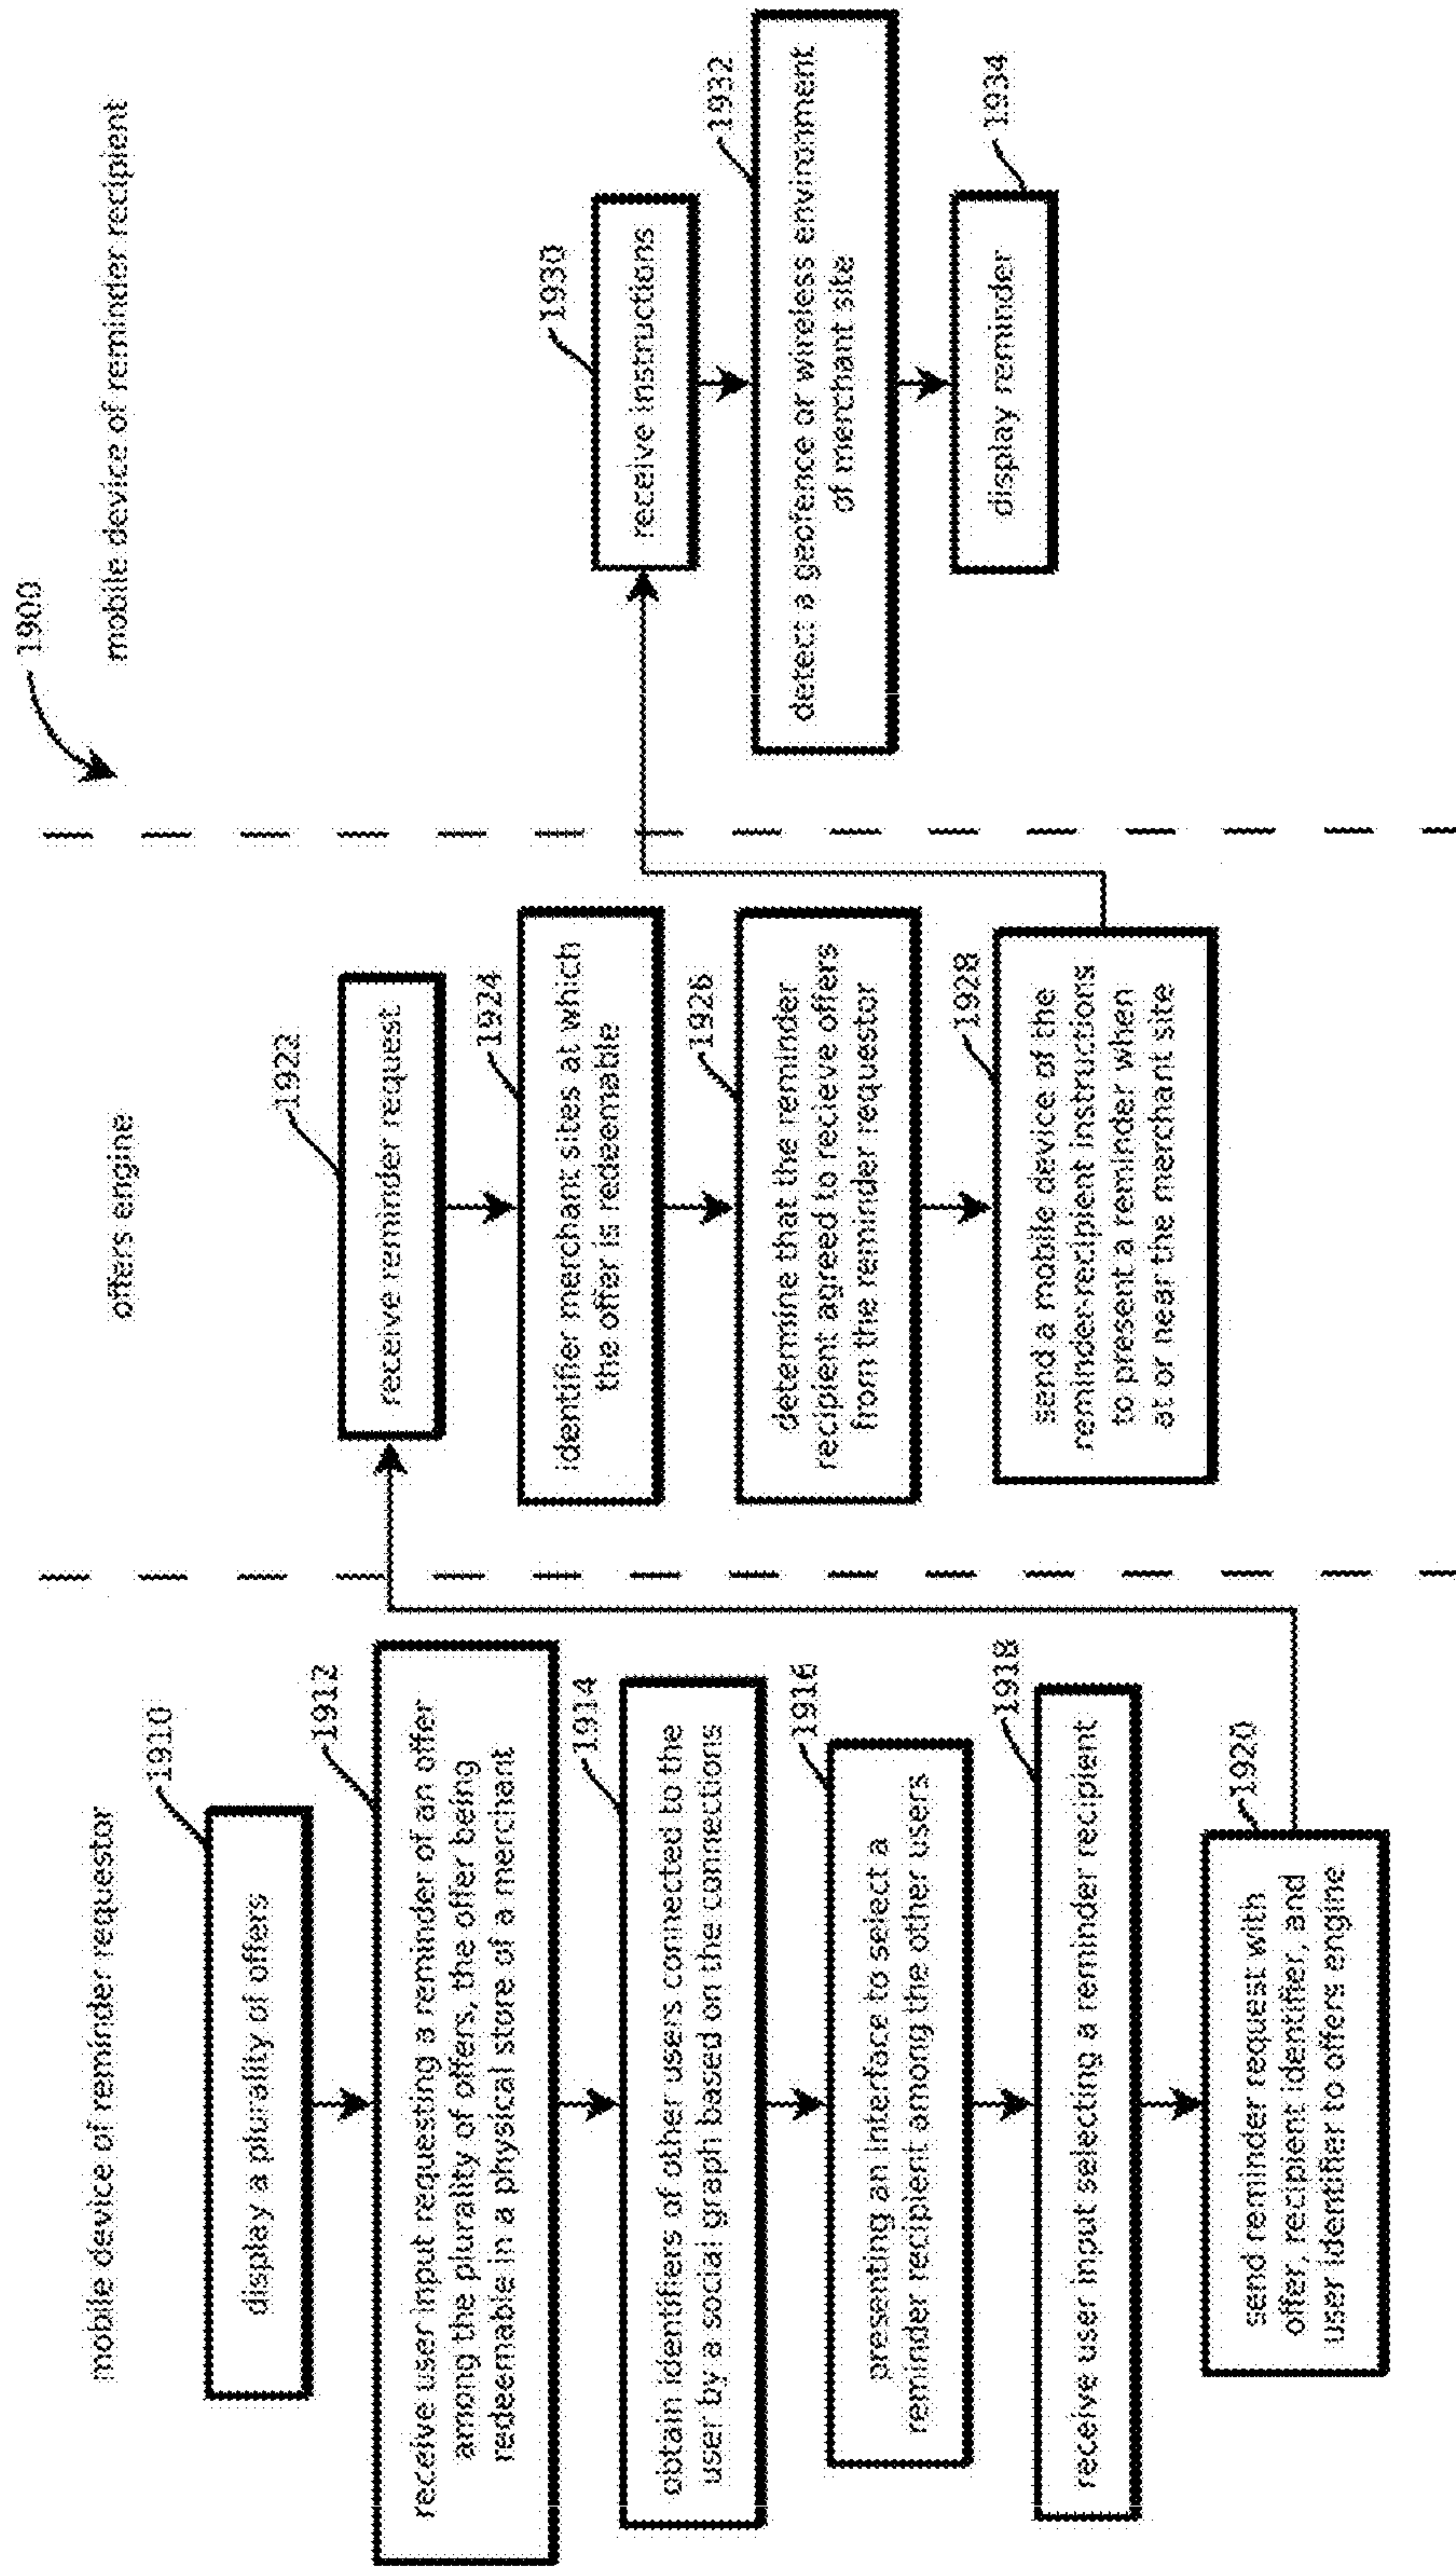 1900
mobile device of reminder requestor
1910
display a plurality of offers
1912
receive user input requesting a reminder of an offer
among the plurality of offers, the offer being
redeemable in a physical store of a merchant
1914
obtain identifiers of other users connected to the
user by a social graph based on the connections
1916
presenting an interface to select a
reminder recipient among the other users
1918
receive user input selecting a reminder recipient
1920
send reminder request with
offer, recipient identifier, and
user identifier to offers engine
offers engine
1922
receive reminder request
1924
identifier merchant sites at which
the offer is redeemable
1926
determine that the reminder
recipient agreed to recieve offers
from the reminder requestor
1928
send a mobile device of the
reminder-recipient instructions
to present a reminder when
at or near the merchant site
mobile device of reminder recipient
1930
receive instructions
1932
detect a geofence or wireless environment
of merchant site
1934
display reminder